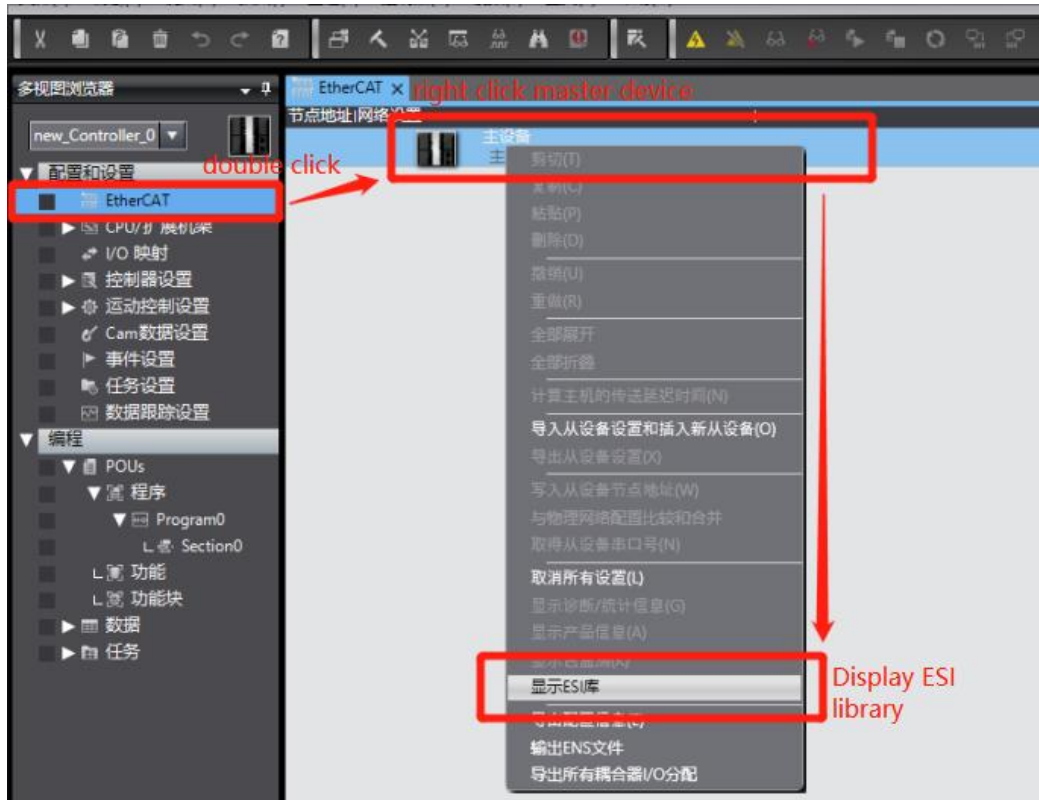 多视图浏览器
EtherCAT
right click master device
节点地址|网络设置
new_Controller_0
主设备
double click
配置和设置
EtherCAT
CPU/扩展机架
I/O 映射
控制器设置
运动控制设置
Cam数据设置
事件设置
任务设置
数据跟踪设置
编程
POUs
程序
Program0
Section0
功能
功能块
数据
任务
主
剪切(T)
复制(C)
粘贴(P)
删除(D)
撤销(U)
重做(R)
全部展开
全部折叠
计算主机的传送延迟时间(N)
导入从设备设置和插入新从设备(O)
导出从设备设置(X)
写入从设备节点地址(W)
与物理网络配置比较和合并
取得从设备串口号(N)
取消所有设置(L)
显示诊断/统计信息(G)
显示产品信息(A)
显示ESI库
Display ESI
library
导出配置信息(E)
输出ENS文件
导出所有耦合器I/O分配